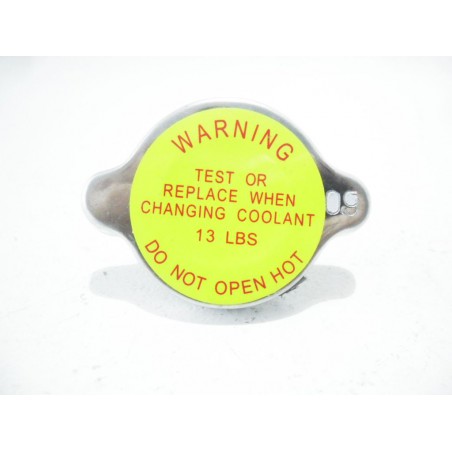 WARNING
TEST OR
REPLACE WHEN
CHANGING COOLANT
13 LBS
DO NOT OPEN HOT